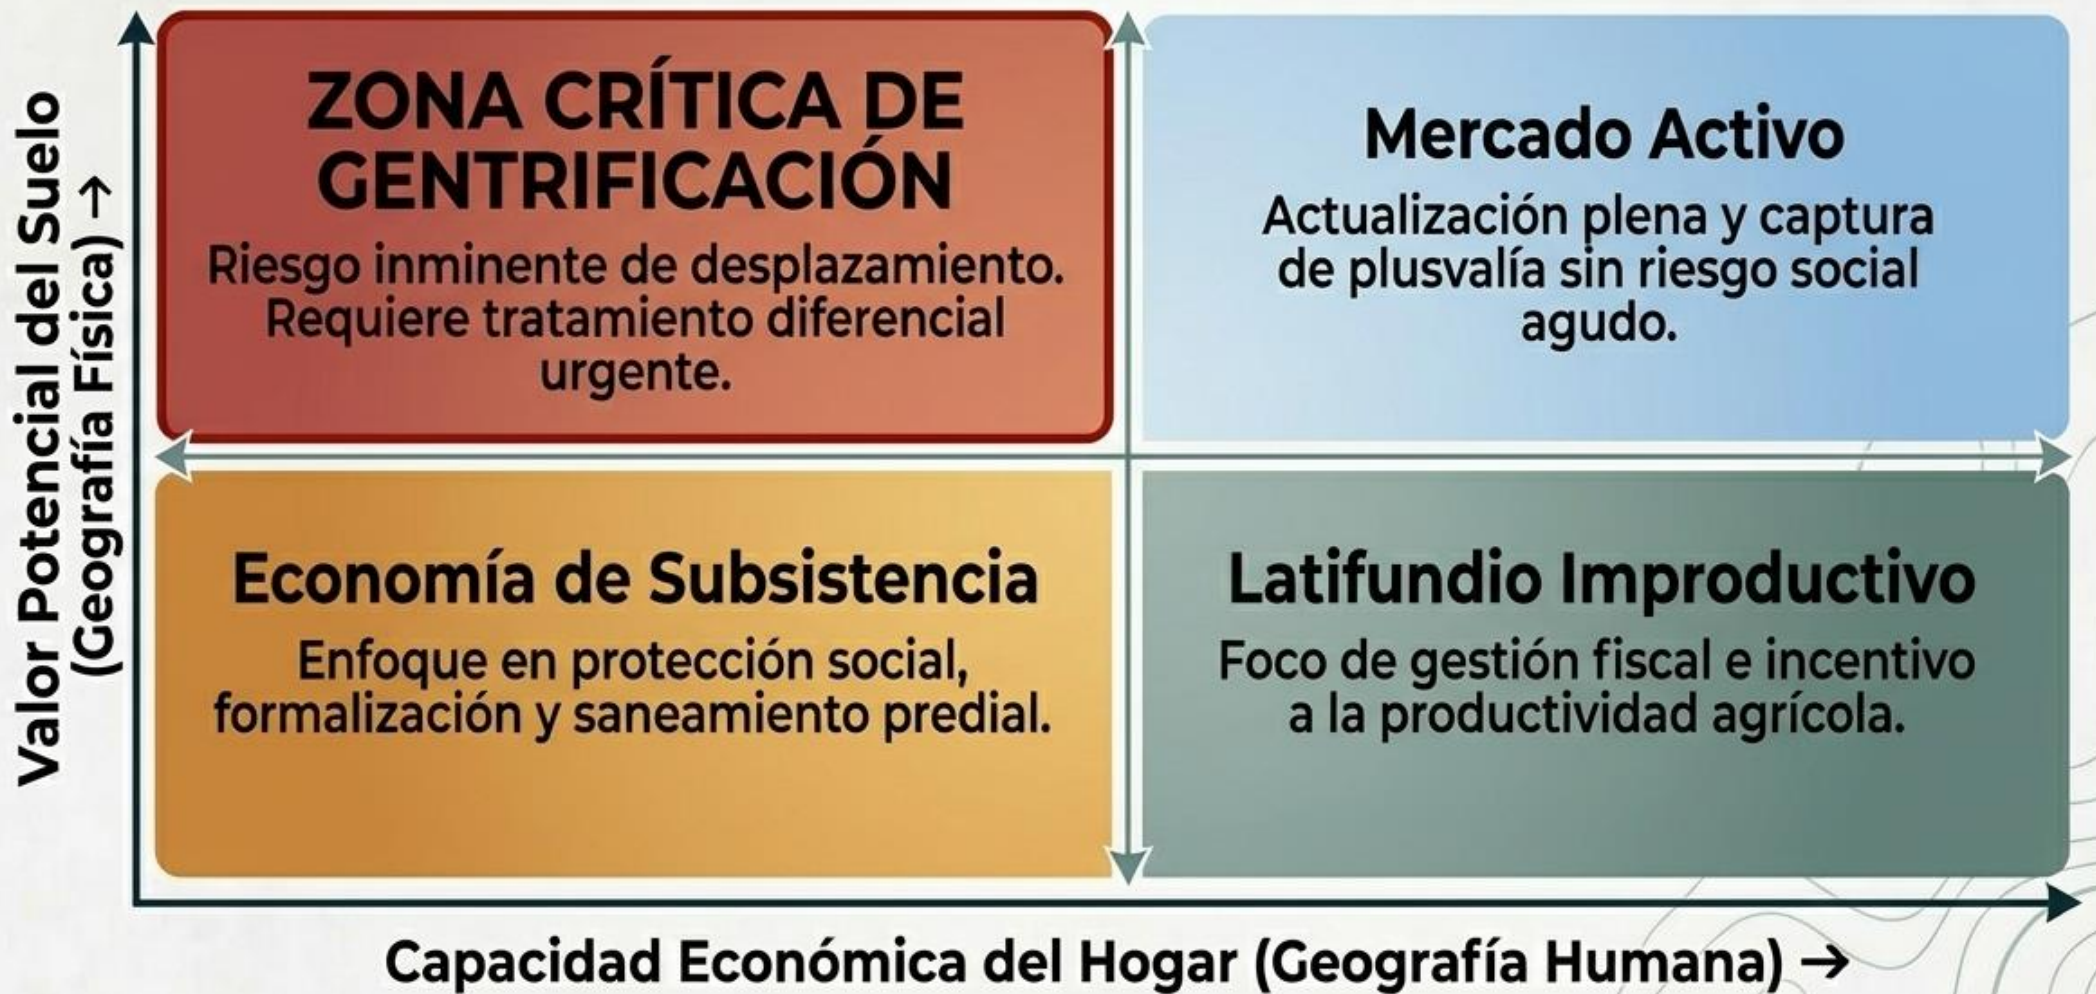 Valor Potencial del Suelo
(Geografía Física) →
ZONA CRÍTICA DE
GENTRIFICACIÓN
Riesgo inminente de desplazamiento.
Requiere tratamiento diferencial
urgente.
Mercado Activo
Actualización plena y captura
de plusvalía sin riesgo social
agudo.
Economía de Subsistencia
Enfoque en protección social,
formalización y saneamiento predial.
Latifundio Improductivo
Foco de gestión fiscal e incentivo
a la productividad agrícola.
Capacidad Económica del Hogar (Geografía Humana) →